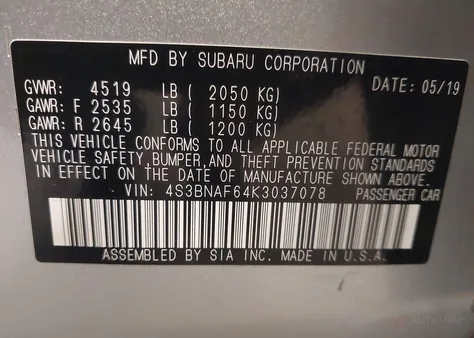 MFD BY SUBARU CORPORATION
GVWR: 4519 LB ( 2050 KG) DATE: 05/19
GAWR: F 2535 LB ( 1150 KG)
GAWR: R 2645 LB ( 1200 KG)
THIS VEHICLE CONFORMS TO ALL APPLICABLE FEDERAL MOTOR
VEHICLE SAFETY, BUMPER, AND THEFT PREVENTION STANDARDS
IN EFFECT ON THE DATE OF MANUFACTURE SHOWN ABOVE.
VIN: 4S3BNAF64K3037078 PASSENGER CAR
ASSEMBLED BY SIA INC. MADE IN U.S.A.